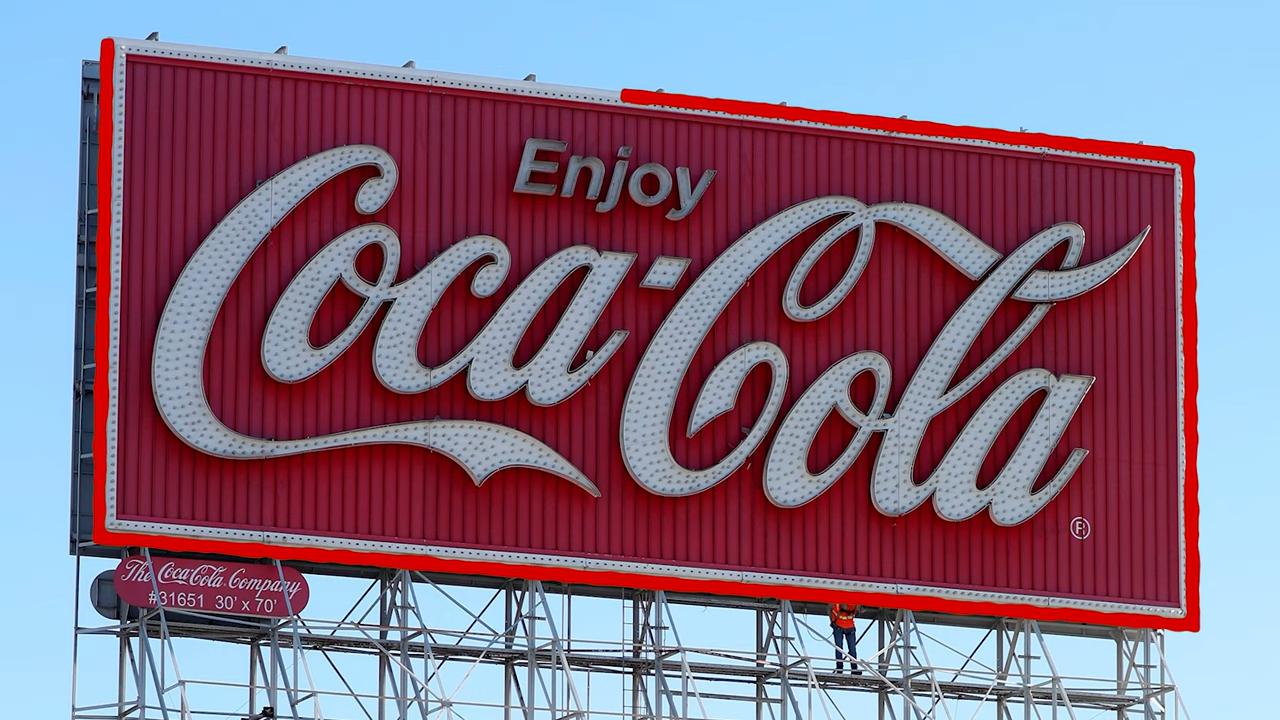 Enjoy
Coca-Cola
®
The Coca-Cola Company
#31651 30' x 70'